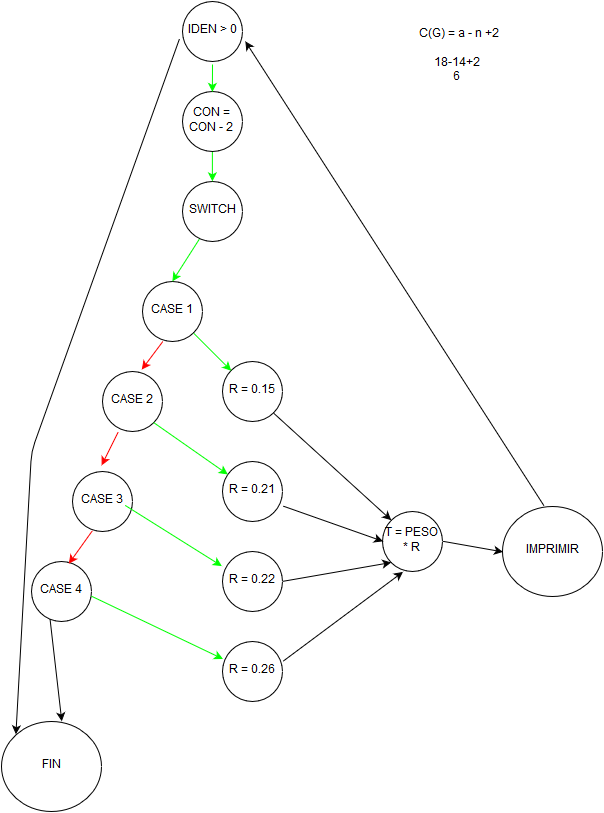 IDEN > 0
C(G) = a - n +2
18-14+2
6
CON =
CON - 2
SWITCH
CASE 1
CASE 2
R = 0.15
CASE 3
R = 0.21
T = PESO
* R
IMPRIMIR
CASE 4
R = 0.22
R = 0.26
FIN